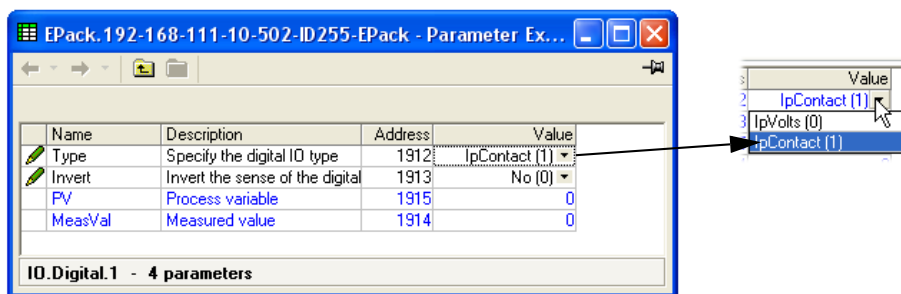 EPack.192-168-111-10-502-ID255-EPack - Parameter Ex...
Name Description Address Value
Type Specify the digital IO type 1912 IpContact (1)
Invert Invert the sense of the digital 1913 No (0)
PV Process variable 1915 0
MeasVal Measured value 1914 0
IO.Digital.1 - 4 parameters
s Value
2 IpContact (1)
3 IpVolts (0)
IpContact (1)